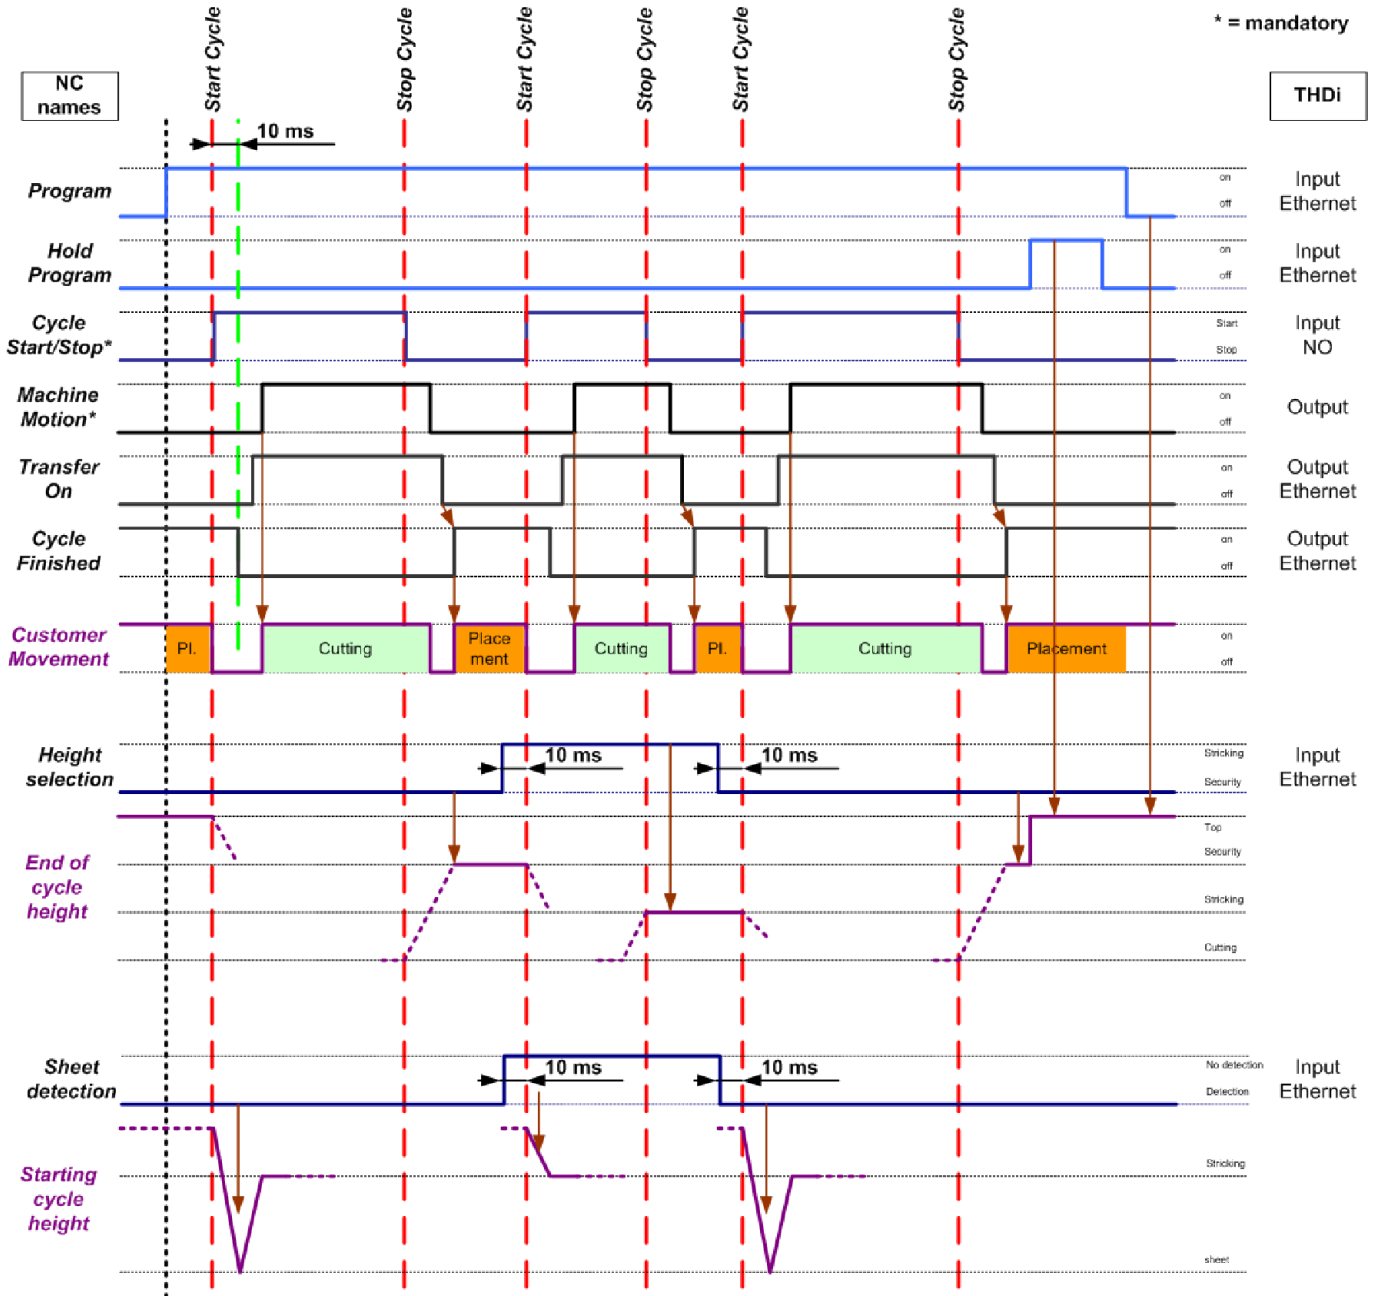 * = mandatory
Start Cycle
Stop Cycle
Start Cycle
Stop Cycle
Start Cycle
Stop Cycle
NC
names
THDi
10 ms
Program
on
off
Input
Ethernet
Hold
Program
on
off
Input
Ethernet
Cycle
Start/Stop*
Start
Stop
Input
NO
Machine
Motion*
on
off
Output
Transfer
On
on
off
Output
Ethernet
Cycle
Finished
on
off
Output
Ethernet
Customer
Movement
Pl.
Cutting
Place
ment
Cutting
Pl.
Cutting
Placement
on
off
Height
selection
10 ms
10 ms
Stricking
Security
Input
Ethernet
End of
cycle
height
Top
Security
Stricking
Cutting
Sheet
detection
10 ms
10 ms
No detection
Detection
Input
Ethernet
Starting
cycle
height
Stricking
sheet